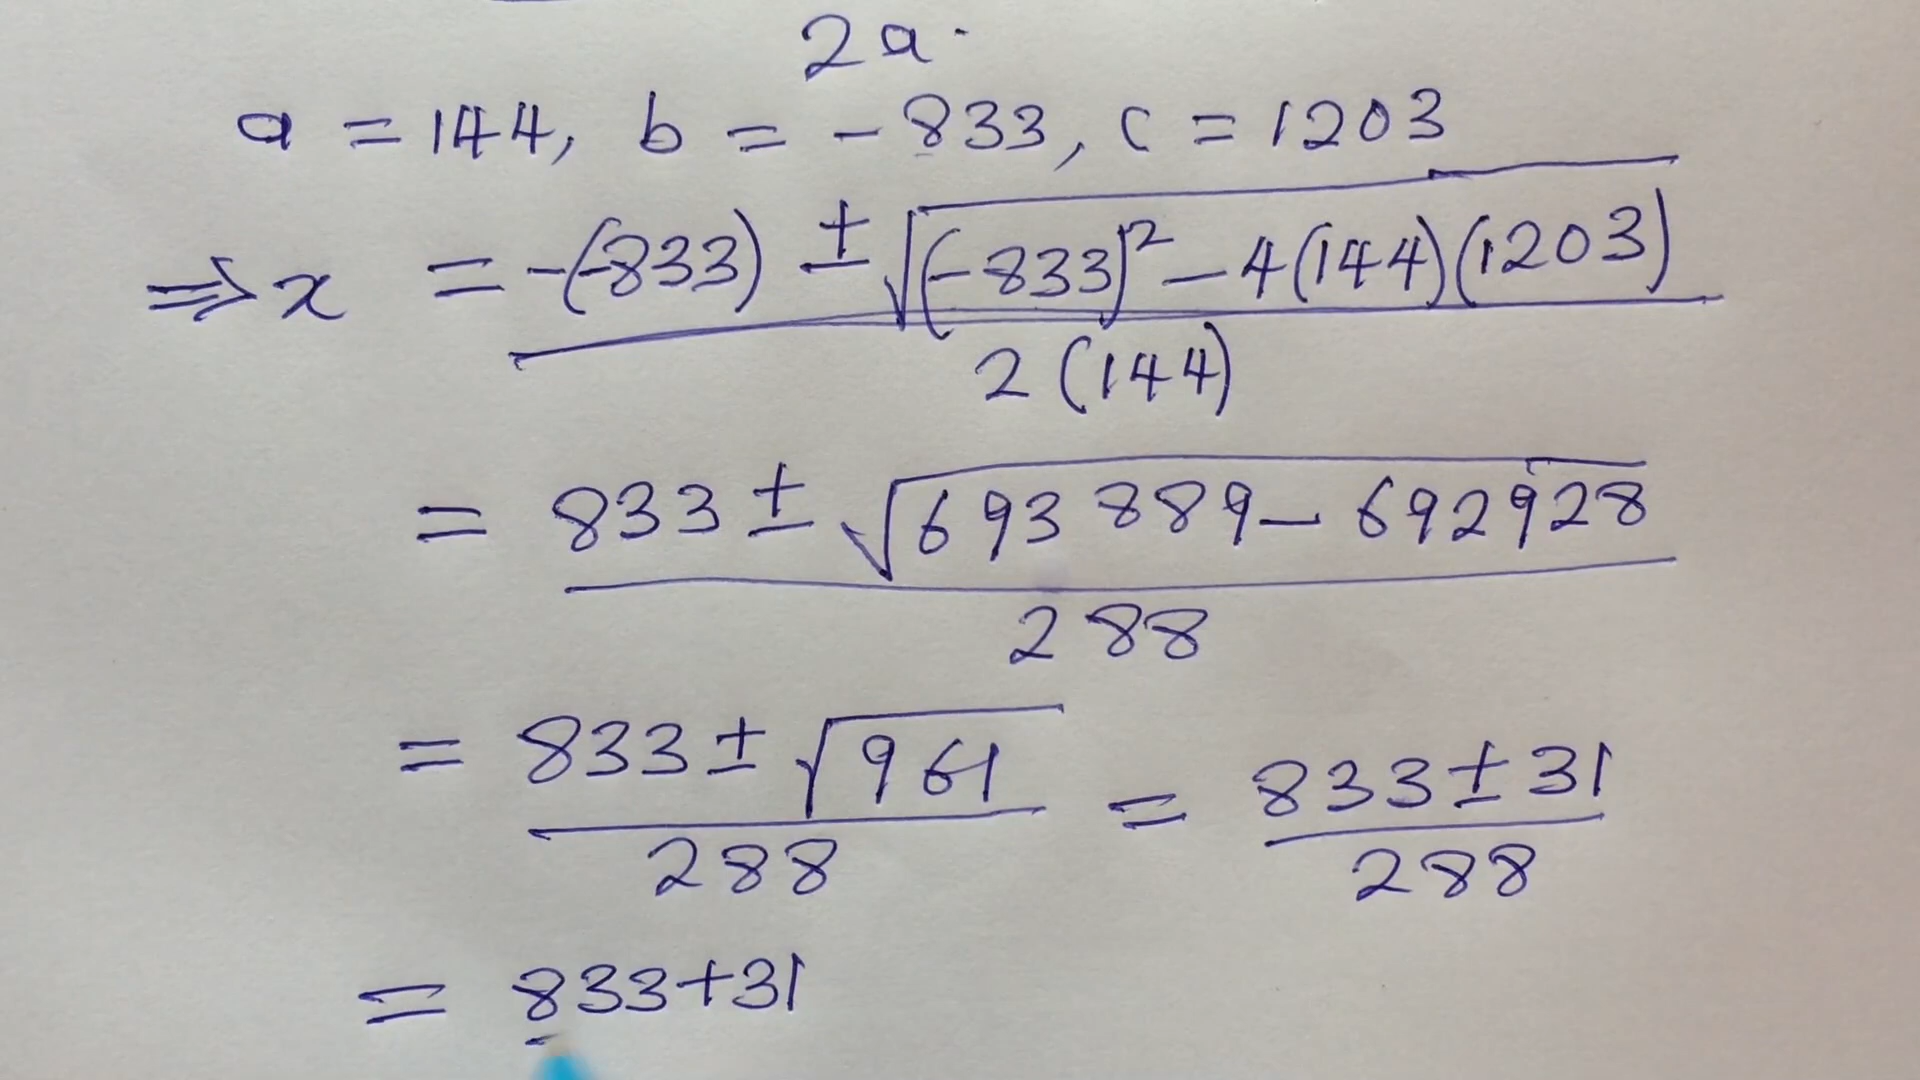 2a.
a = 144, b = -833, c = 1203
⇒ x = -(-833) ± √(-833)² - 4(144)(1203)
2(144)
= 833 ± √693889 - 692928
288
= 833 ± √961 = 833 ± 31
288 288
= 833+31